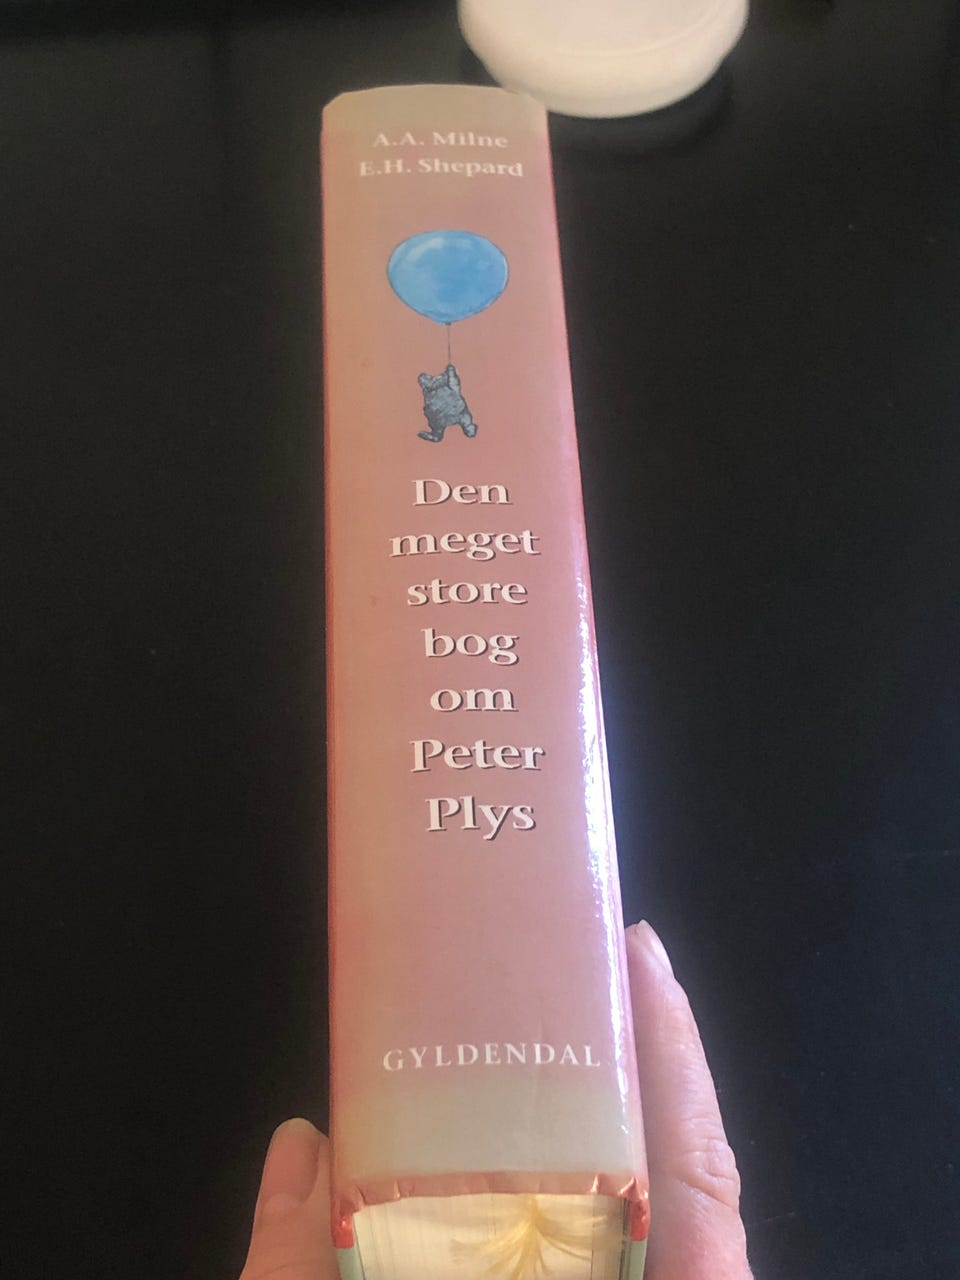 A.A. Milne
E.H. Shepard
Den
meget
store
bog
om
Peter
Plys
GYLDENDAL